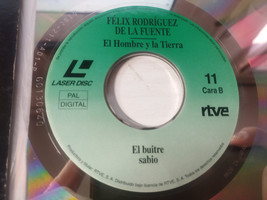 FÉLIX RODRÍGUEZ
DE LA FUENTE
El Hombre y la Tierra
LASER DISC
PAL
DIGITAL
11
Cara B
rtve
El buitre
sabio